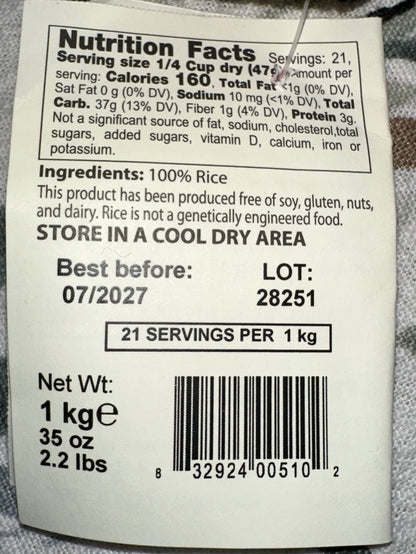 Nutrition Facts Servings: 21,
Serving size 1/4 Cup dry (47g) Amount per
serving: Calories 160, Total Fat <1g (0% DV),
Sat Fat 0 g (0% DV), Sodium 10 mg (<1% DV), Total
Carb. 37g (13% DV), Fiber 1g (4% DV), Protein 3g.
Not a significant source of fat, sodium, cholesterol,total
sugars, added sugars, vitamin D, calcium, iron or
potassium.
Ingredients: 100% Rice
This product has been produced free of soy, gluten, nuts,
and dairy. Rice is not a genetically engineered food.
STORE IN A COOL DRY AREA
Best before: LOT:
07/2027 28251
21 SERVINGS PER 1 kg
Net Wt:
1 kg℮
35 oz
2.2 lbs
8 32924 00510 2